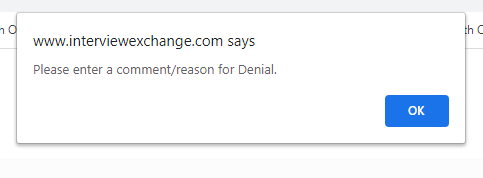 www.interviewexchange.com says
Please enter a comment/reason for Denial.
OK